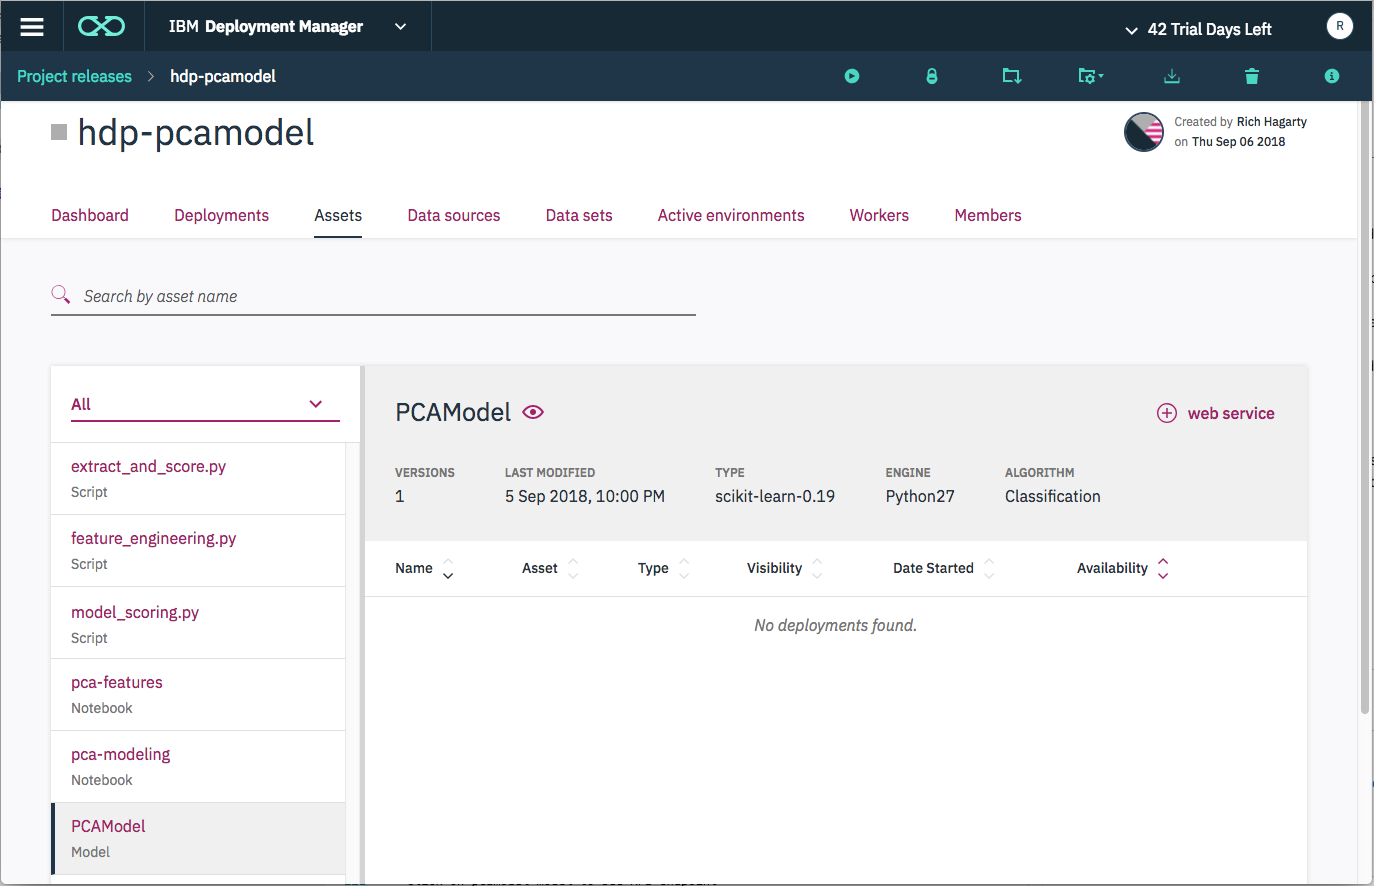 IBM Deployment Manager
42 Trial Days Left
R
Project releases > hdp-pcamodel
hdp-pcamodel
Created by Rich Hagarty
on Thu Sep 06 2018
Dashboard Deployments Assets Data sources Data sets Active environments Workers Members
Search by asset name
All
extract_and_score.py
Script
feature_engineering.py
Script
model_scoring.py
Script
pca-features
Notebook
pca-modeling
Notebook
PCAModel
Model
PCAModel
web service
VERSIONS LAST MODIFIED TYPE ENGINE ALGORITHM
1 5 Sep 2018, 10:00 PM scikit-learn-0.19 Python27 Classification
Name Asset Type Visibility Date Started Availability
No deployments found.